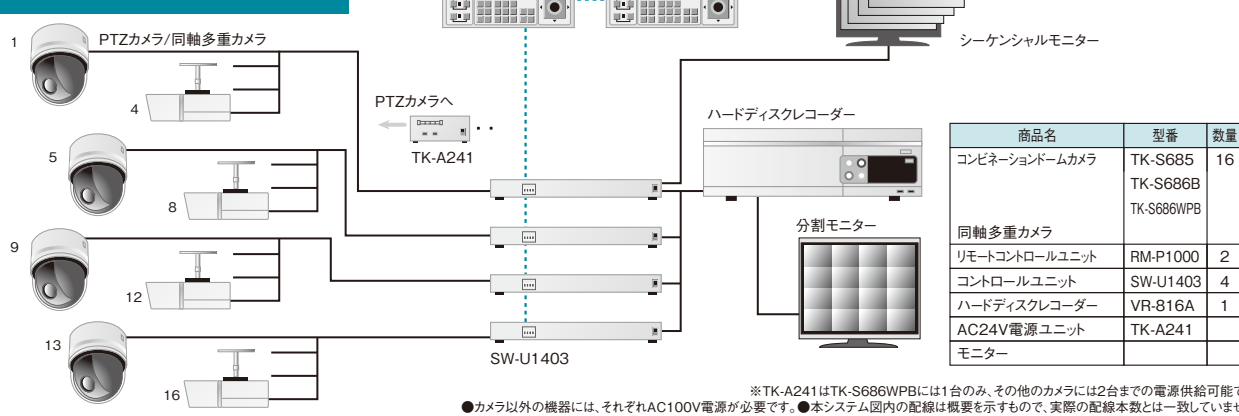 シーケンシャルモニター
1
PTZカメラ/同軸多重カメラ
4
PTZカメラへ
TK-A241
ハードディスクレコーダー
5
8
分割モニター
9
12
13
16
SW-U1403
商品名 型番 数量
コンビネーションドームカメラ TK-S685 16
TK-S686B
TK-S686WPB
同軸多重カメラ
リモートコントロールユニット RM-P1000 2
コントロールユニット SW-U1403 4
ハードディスクレコーダー VR-816A 1
AC24V電源ユニット TK-A241
モニター
※TK-A241はTK-S686WPBには1台のみ、その他のカメラには2台までの電源供給可能で
●カメラ以外の機器には、それぞれAC100V電源が必要です。●本システム図内の配線は概要を示すもので、実際の配線本数とは一致していませ